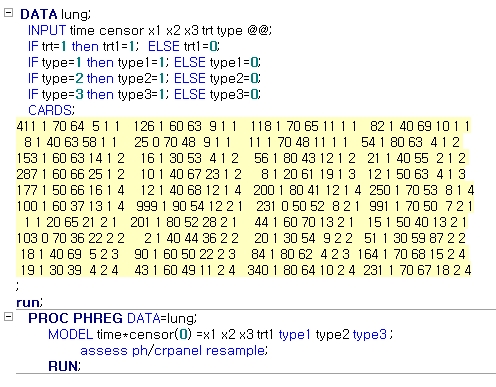 DATA lung;
INPUT time censor x1 x2 x3 trt type @@;
IF trt=1 then trt1=1; ELSE trt1=0;
IF type=1 then type1=1; ELSE type1=0;
IF type=2 then type2=1; ELSE type2=0;
IF type=3 then type3=1; ELSE type3=0;
CARDS;
411 1 70 64 5 1 1 126 1 60 63 9 1 1 118 1 70 65 11 1 1 82 1 40 69 10 1 1
8 1 40 63 58 1 1 25 0 70 48 9 1 1 11 1 70 48 11 1 1 54 1 80 63 4 1 2
153 1 60 63 14 1 2 16 1 30 53 4 1 2 56 1 80 43 12 1 2 21 1 40 55 2 1 2
287 1 60 66 25 1 2 10 1 40 67 23 1 2 8 1 20 61 19 1 3 12 1 50 63 4 1 3
177 1 50 66 16 1 4 12 1 40 68 12 1 4 200 1 80 41 12 1 4 250 1 70 53 8 1 4
100 1 60 37 13 1 4 999 1 90 54 12 2 1 231 0 50 52 8 2 1 991 1 70 50 7 2 1
1 1 20 65 21 2 1 201 1 80 52 28 2 1 44 1 60 70 13 2 1 15 1 50 40 13 2 1
103 0 70 36 22 2 2 2 1 40 44 36 2 2 20 1 30 54 9 2 2 51 1 30 59 87 2 2
18 1 40 69 5 2 3 90 1 60 50 22 2 3 84 1 80 62 4 2 3 164 1 70 68 15 2 4
19 1 30 39 4 2 4 43 1 60 49 11 2 4 340 1 80 64 10 2 4 231 1 70 67 18 2 4
;
run;
PROC PHREG DATA=lung;
MODEL time*censor(0) =x1 x2 x3 trt1 type1 type2 type3 ;
assess ph/crpanel resample;
RUN;